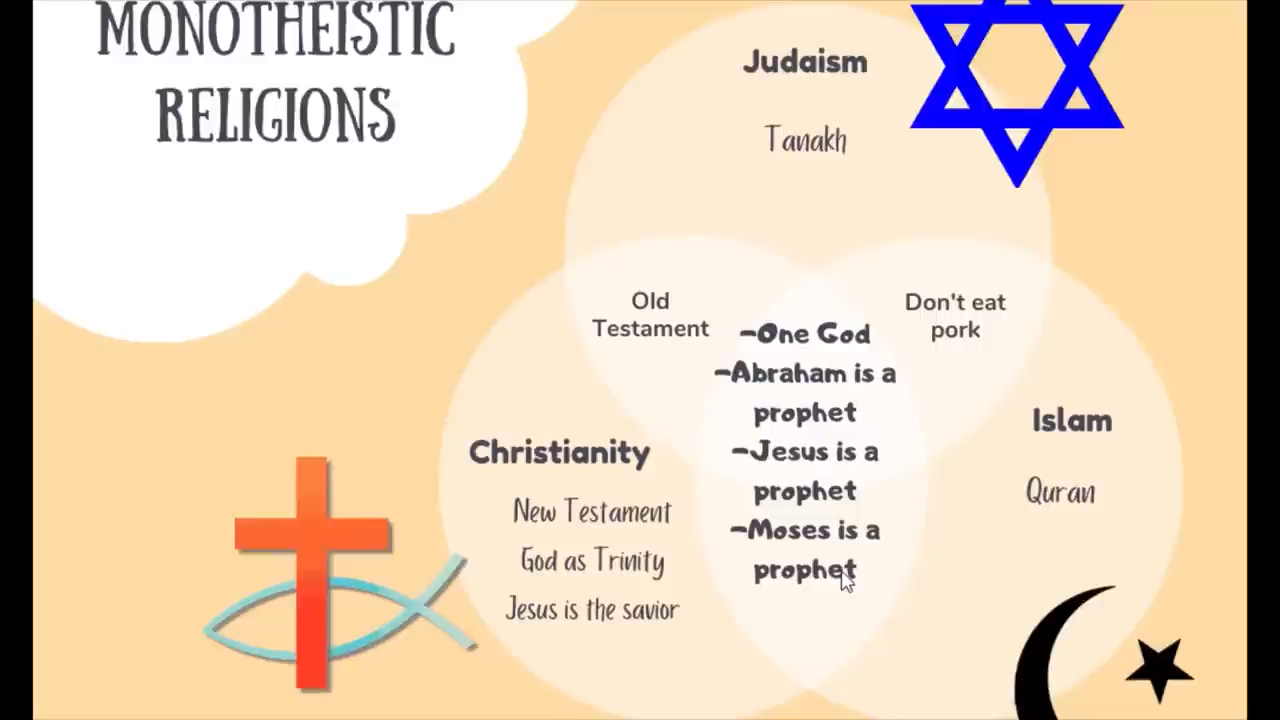 MONOTHEISTIC
RELIGIONS
Judaism
Tanakh
Old
Testament
Don't eat
pork
-One God
-Abraham is a
prophet
-Jesus is a
prophet
-Moses is a
prophet
Christianity
New Testament
God as Trinity
Jesus is the savior
Islam
Quran